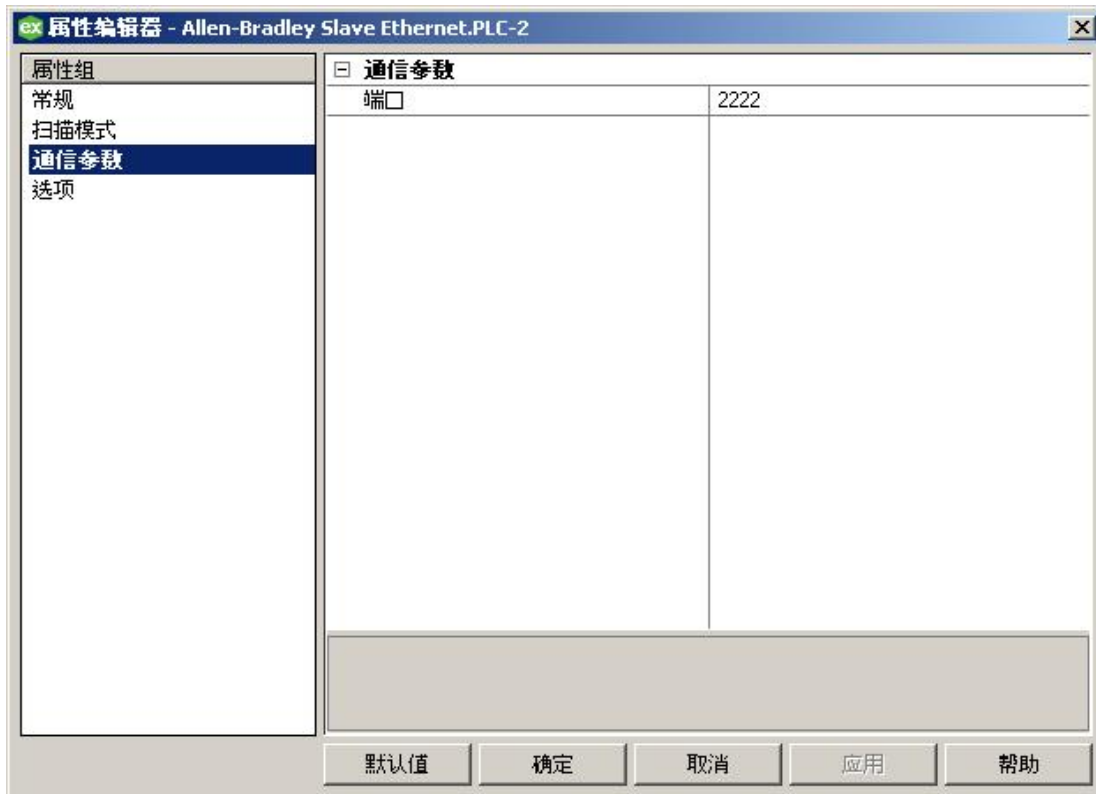 ex 属性编辑器 - Allen-Bradley Slave Ethernet.PLC-2
属性组
常规
扫描模式
通信参数
选项
通信参数
端口 2222
默认值 确定 取消 应用 帮助